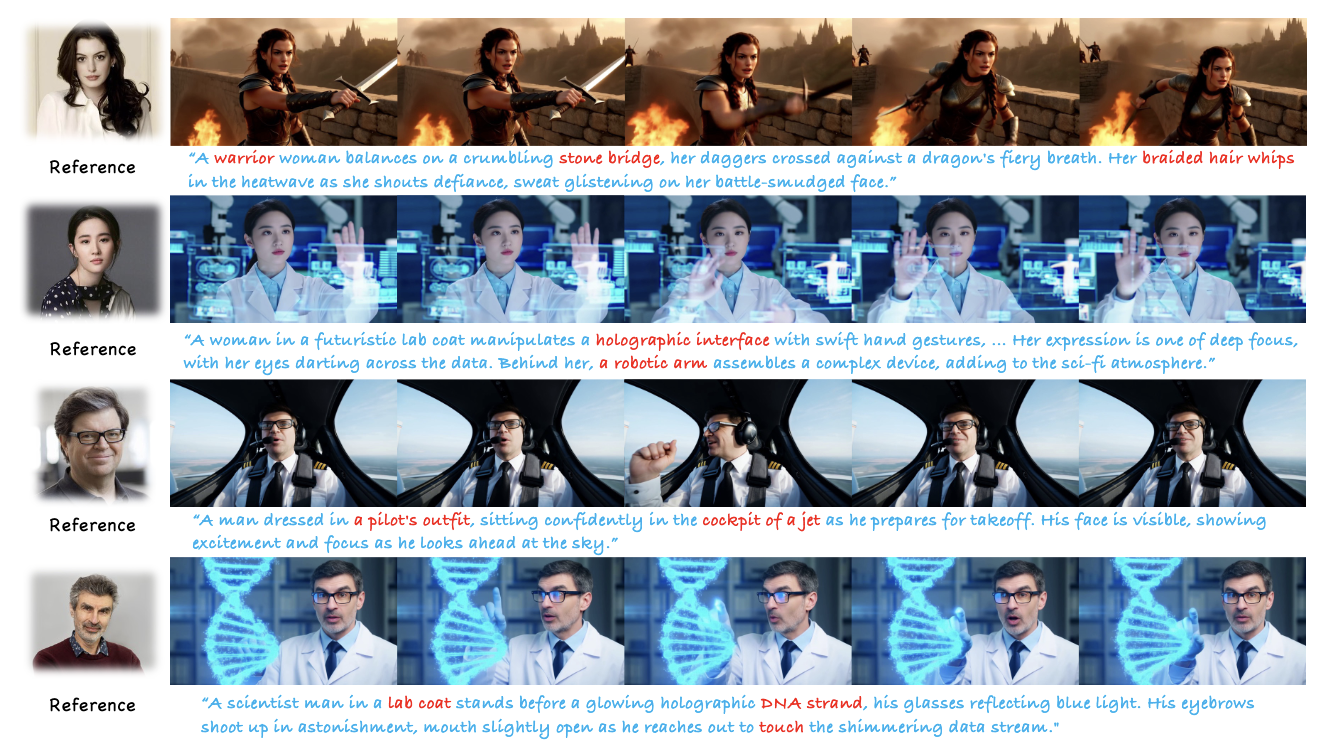 Reference
“A warrior woman balances on a crumbling stone bridge, her daggers crossed against a dragon's fiery breath. Her braided hair whips
in the heatwave as she shouts defiance, sweat glistening on her battle-smudged face.”
Reference
“A woman in a futuristic lab coat manipulates a holographic interface with swift hand gestures, ... Her expression is one of deep focus,
with her eyes darting across the data. Behind her, a robotic arm assembles a complex device, adding to the sci-fi atmosphere.”
Reference
“A man dressed in a pilot's outfit, sitting confidently in the cockpit of a jet as he prepares for takeoff. His face is visible, showing
excitement and focus as he looks ahead at the sky.”
Reference
“A scientist man in a lab coat stands before a glowing holographic DNA strand, his glasses reflecting blue light. His eyebrows
shoot up in astonishment, mouth slightly open as he reaches out to touch the shimmering data stream."